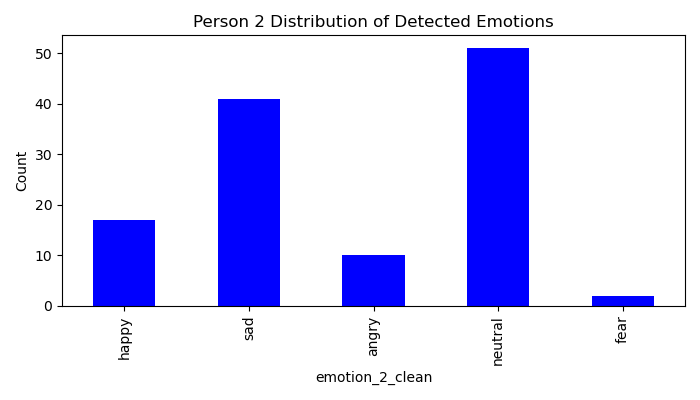 Person 2 Distribution of Detected Emotions
Count
50
40
30
20
10
0
happy
sad
angry
neutral
fear
emotion_2_clean